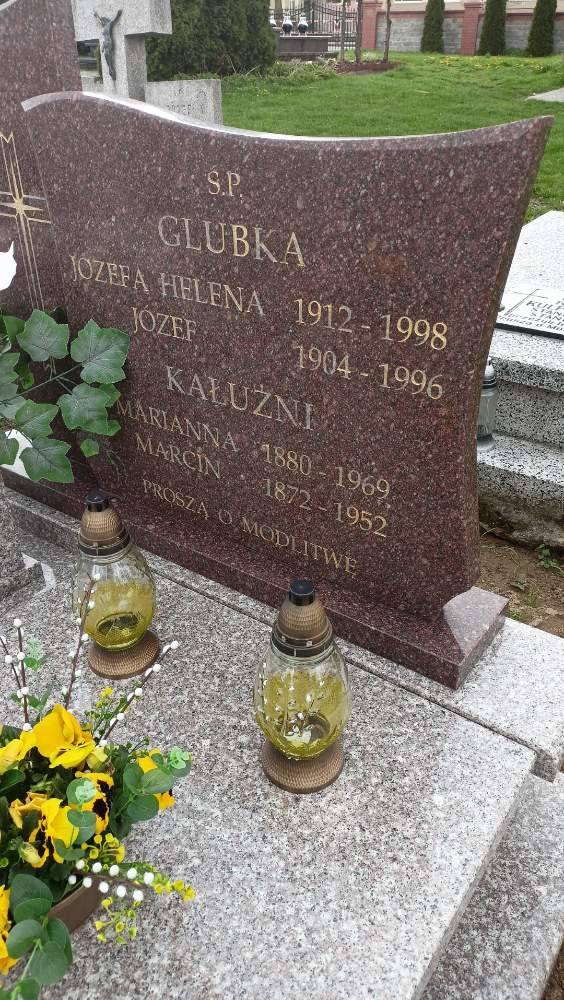 Ś.P.
GLUBKA
JÓZEFA HELENA 1912 - 1998
JÓZEF 1904 - 1996
KAŁUŻNI
MARIANNA 1880 - 1969
MARCIN 1872 - 1952
PROSZĄ O MODLITWĘ